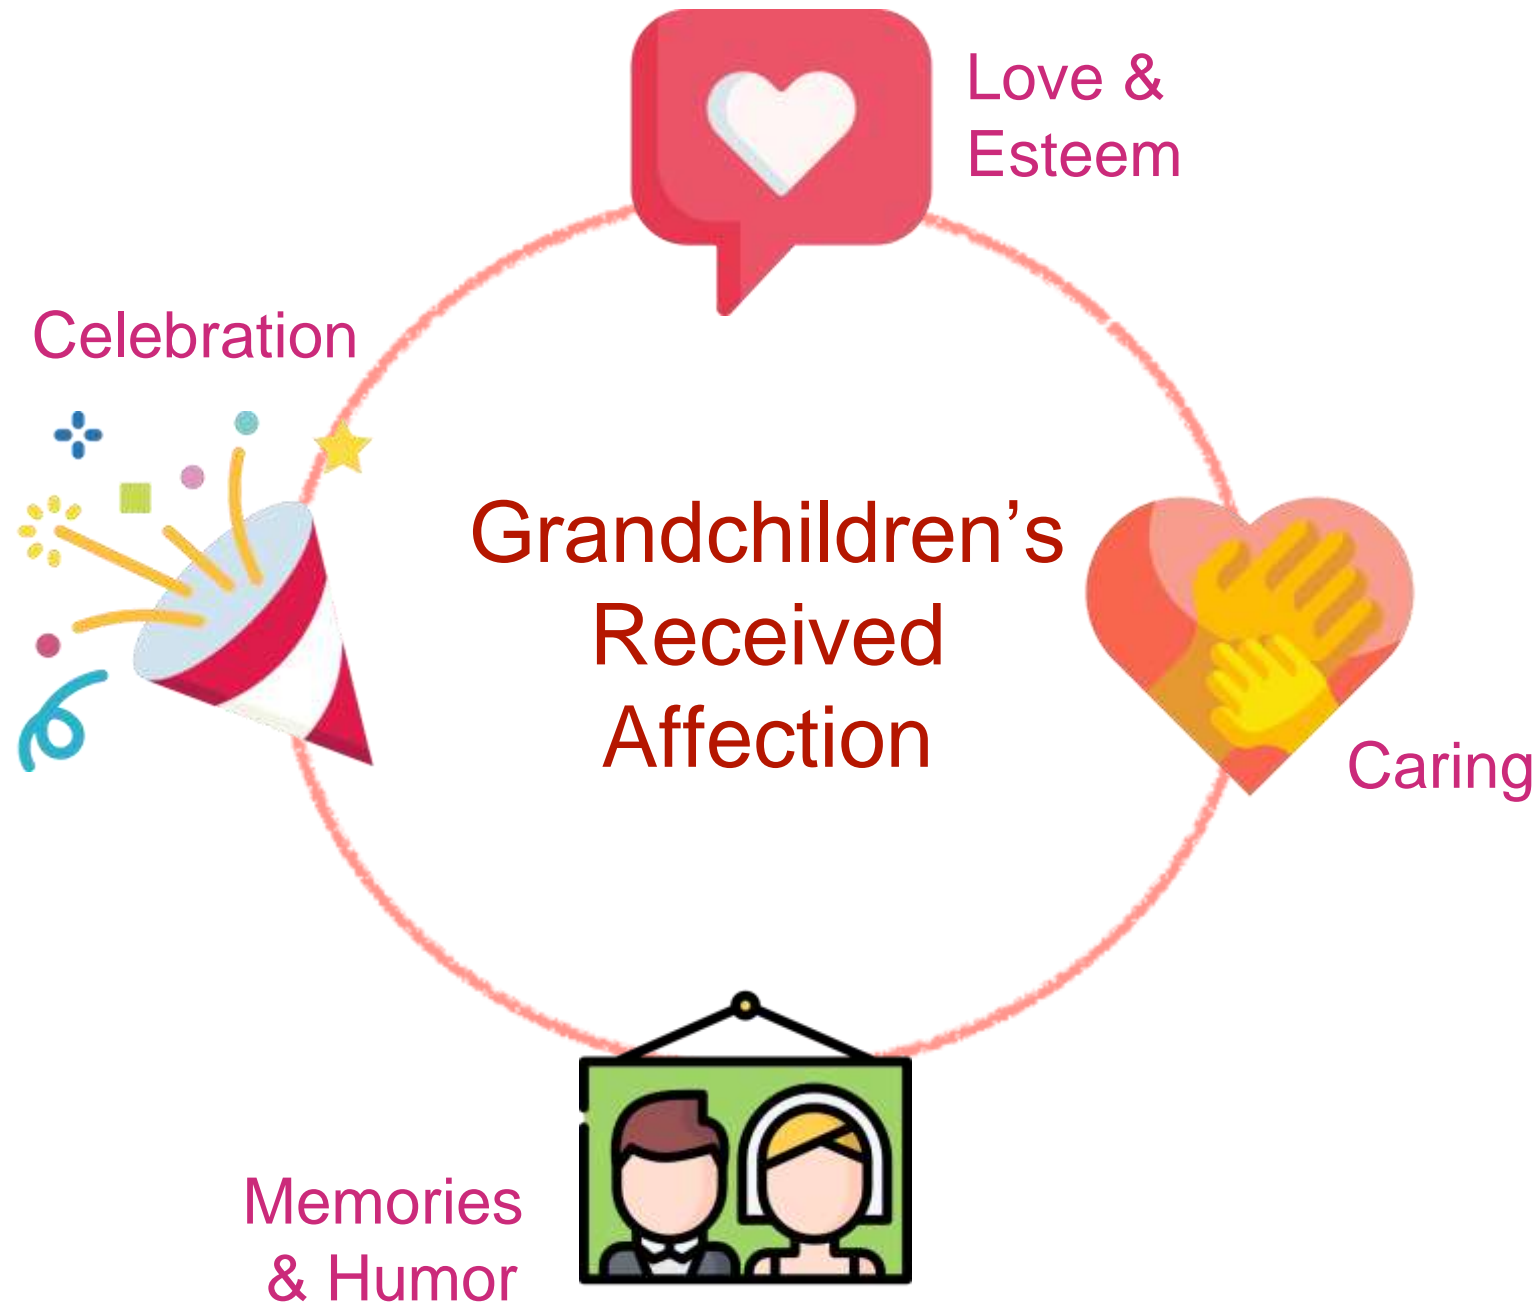 Love &
Esteem
Celebration
Grandchildren’s
Received
Affection
Caring
Memories
& Humor